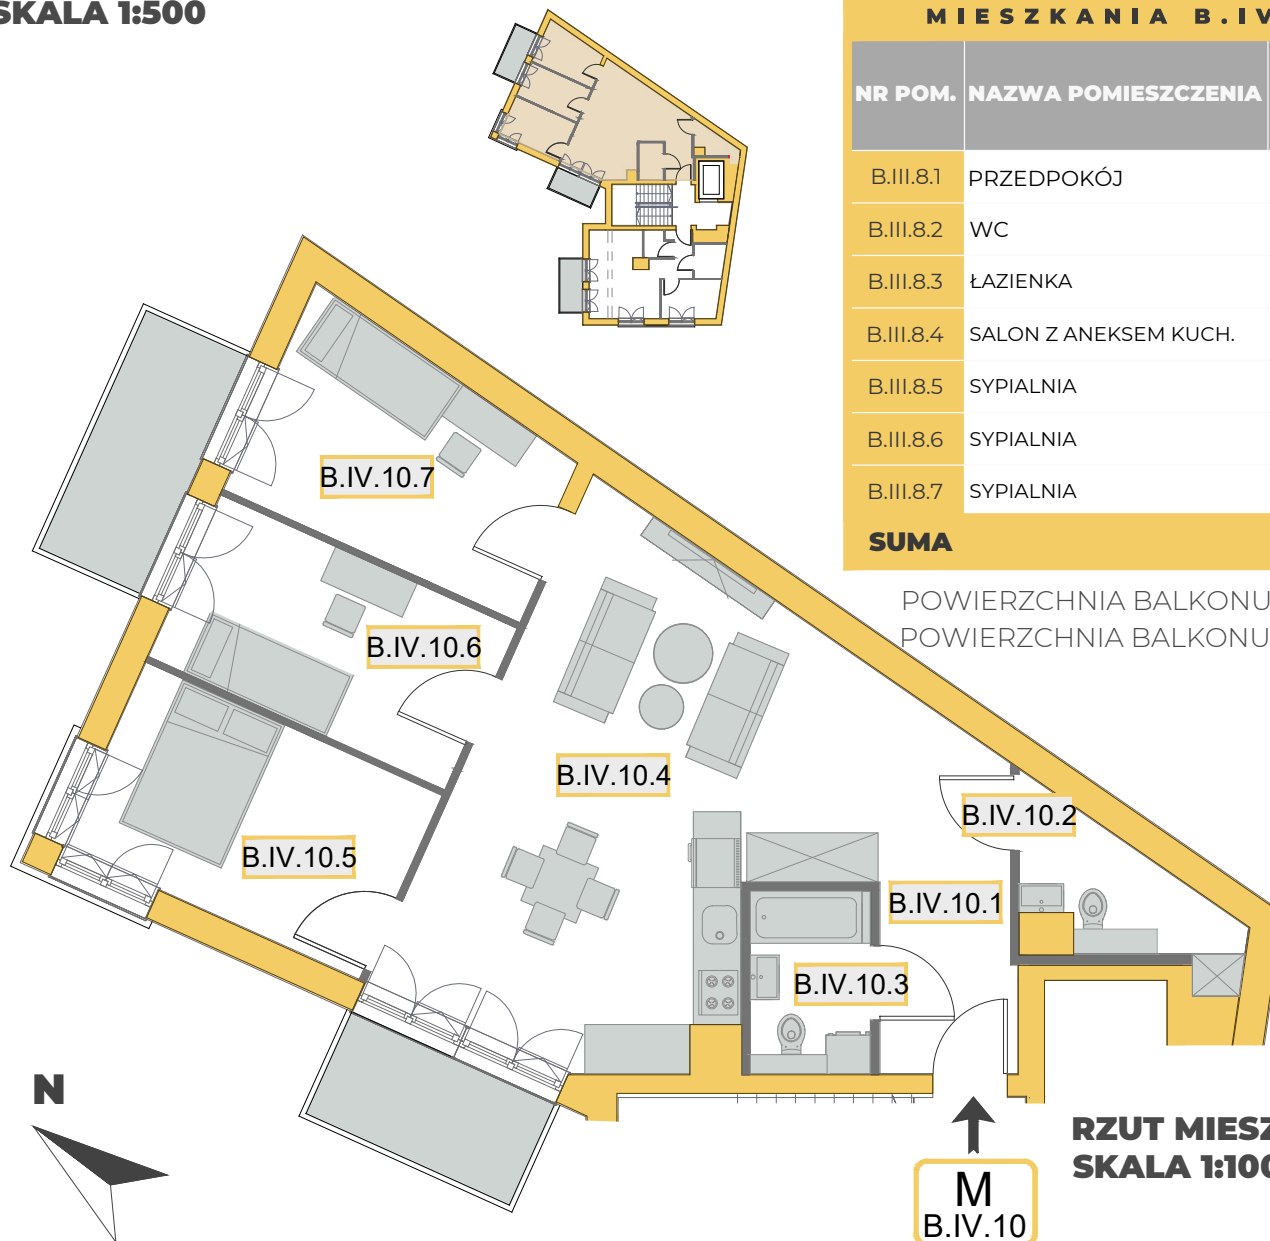 SKALA 1:500
MIESZKANIA B.IV
NR POM. NAZWA POMIESZCZENIA
B.III.8.1 PRZEDPOKÓJ
B.III.8.2 WC
B.III.8.3 ŁAZIENKA
B.III.8.4 SALON Z ANEKSEM KUCH.
B.III.8.5 SYPIALNIA
B.III.8.6 SYPIALNIA
B.III.8.7 SYPIALNIA
SUMA
POWIERZCHNIA BALKONU
POWIERZCHNIA BALKONU
B.IV.10.7
B.IV.10.6
B.IV.10.4
B.IV.10.2
B.IV.10.5
B.IV.10.1
B.IV.10.3
N
RZUT MIESZ
SKALA 1:100
M
B.IV.10